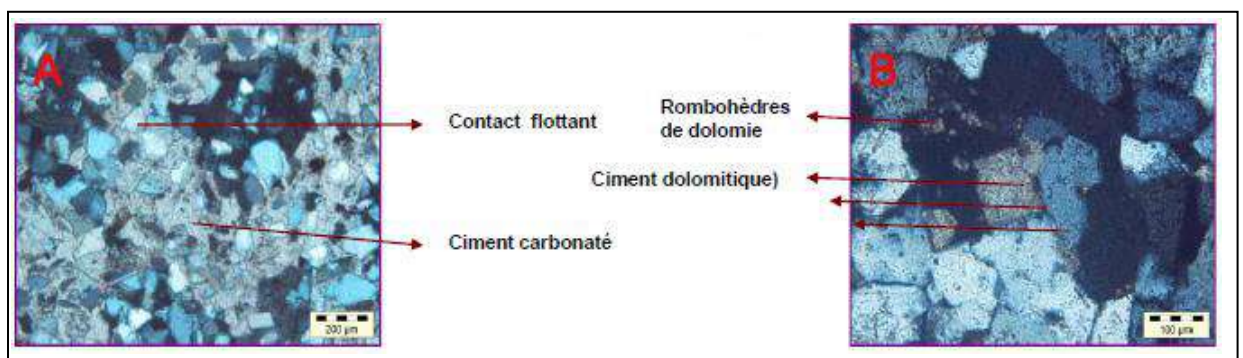 A
B
Contact flottant
Ciment carbonaté
Rombohèdres
de dolomie
Ciment dolomitique)
200 µm
100 µm